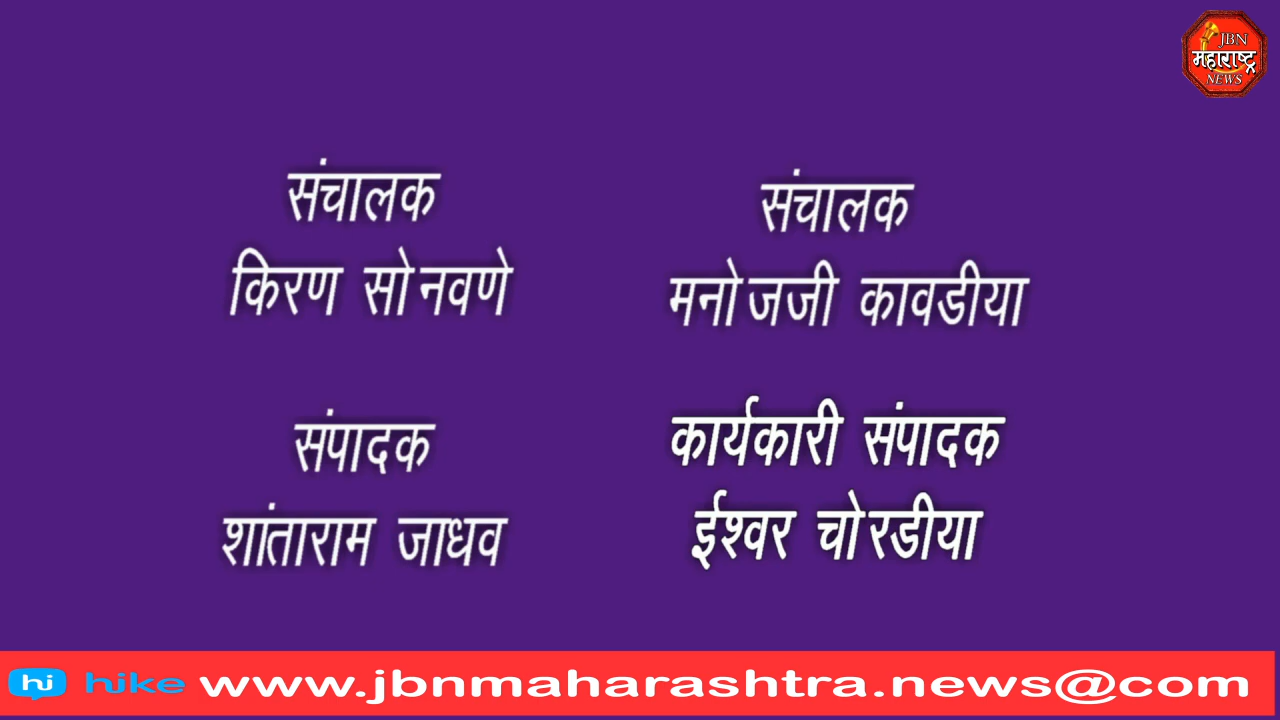 JBN
महाराष्ट्र
NEWS
संचालक
किरण सोनवणे
संचालक
मनोजजी कावडीया
संपादक
शांताराम जाधव
कार्यकारी संपादक
ईश्वर चोरडीया
hi hike www.jbnmaharashtra.news@com